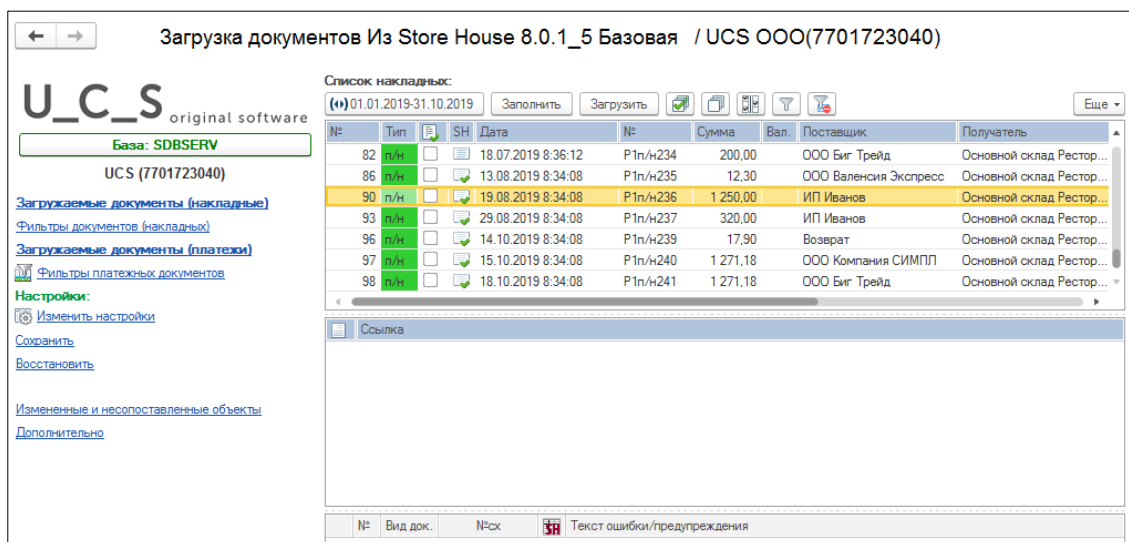 Загрузка документов Из Store House 8.0.1_5 Базовая / UCS ООО(7701723040)
U_C_S original software
База: SDBSERV
UCS (7701723040)
Загружаемые документы (накладные)
Фильтры документов (накладных)
Загружаемые документы (платежи)
Фильтры платежных документов
Настройки:
Изменить настройки
Сохранить
Восстановить
Измененные и несопоставленные объекты
Дополнительно
Список накладных:
01.01.2019-31.10.2019 Заполнить Загрузить Еще
№ Тип SH Дата № Сумма Вал. Поставщик Получатель
82 п/н 18.07.2019 8:36:12 Р1п/н234 200,00 ООО Биг Трейд Основной склад Рестор...
86 п/н 13.08.2019 8:34:08 Р1п/н235 12,30 ООО Валенсия Экспресс Основной склад Рестор...
90 п/н 19.08.2019 8:34:08 Р1п/н236 1 250,00 ИП Иванов Основной склад Рестор...
93 п/н 29.08.2019 8:34:08 Р1п/н237 320,00 ИП Иванов Основной склад Рестор...
96 п/н 14.10.2019 8:34:08 Р1п/н239 17,90 Возврат Основной склад Рестор...
97 п/н 15.10.2019 8:34:08 Р1п/н240 1 271,18 ООО Компания СИМПЛ Основной склад Рестор...
98 п/н 18.10.2019 8:34:08 Р1п/н241 1 271,18 ООО Биг Трейд Основной склад Рестор...
Ссылка
№ Вид док. №сх SH Текст ошибки/предупреждения